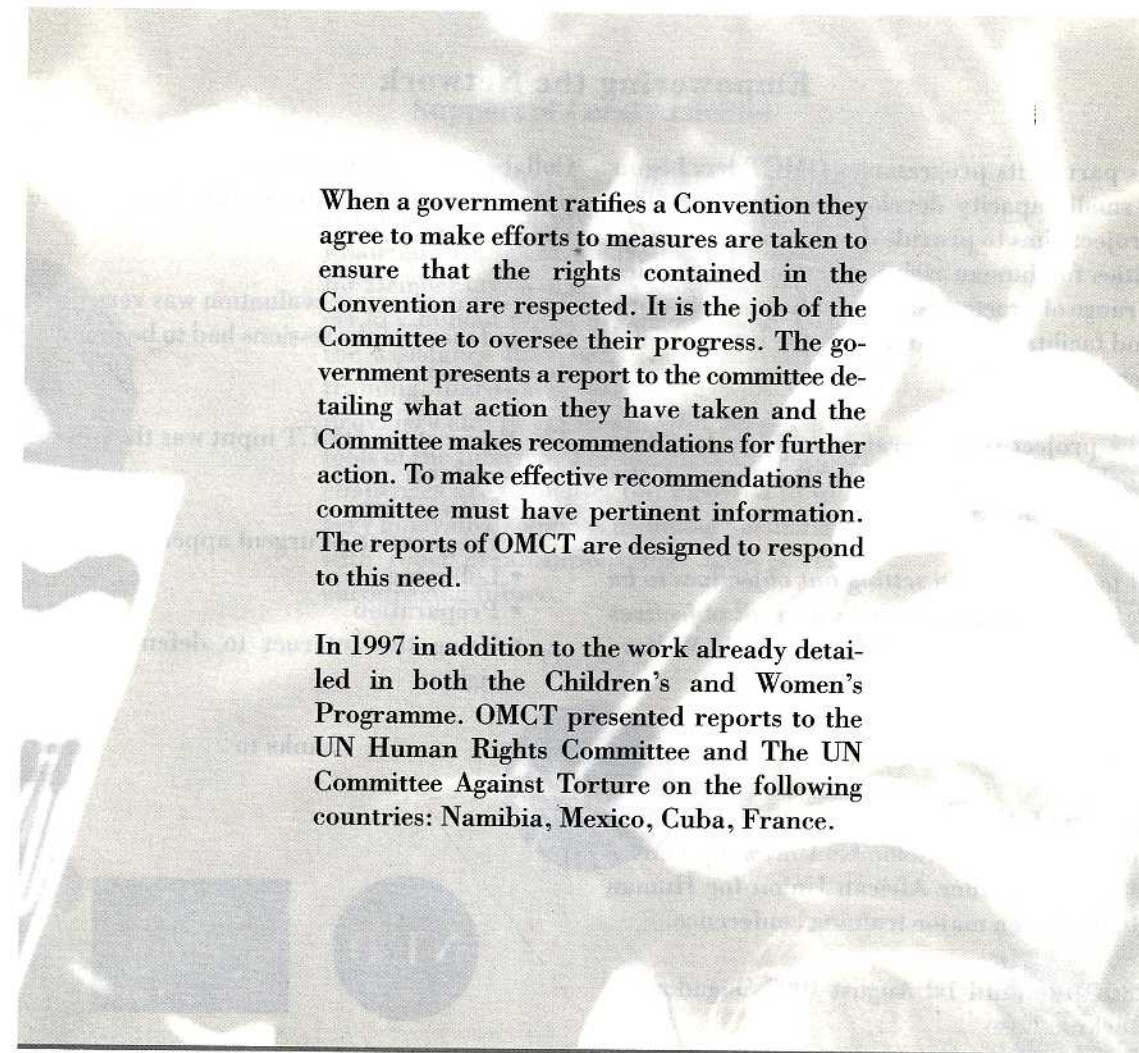 When a government ratifies a Convention they
agree to make efforts to measures are taken to
ensure that the rights contained in the
Convention are respected. It is the job of the
Committee to oversee their progress. The go-
vernment presents a report to the committee de-
tailing what action they have taken and the
Committee makes recommendations for further
action. To make effective recommendations the
committee must have pertinent information.
The reports of OMCT are designed to respond
to this need.
In 1997 in addition to the work already detai-
led in both the Children's and Women's
Programme. OMCT presented reports to the
UN Human Rights Committee and The UN
Committee Against Torture on the following
countries: Namibia, Mexico, Cuba, France.